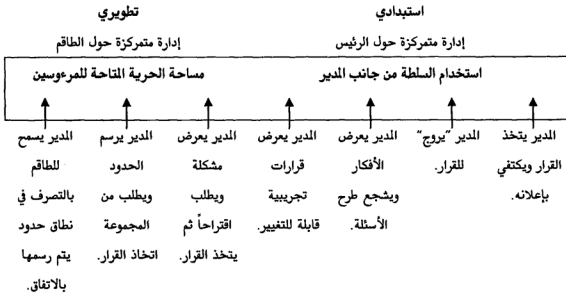 استبدادي
تطويري
إدارة متمركزة حول الرئيس
إدارة متمركزة حول الطاقم
استخدام السلطة من جانب المدير
مساحة الحرية المتاحة للمرءوسين
المدير يتخذ
القرار ويكتفي
بإعلانه.
المدير "يروج"
للقرار.
المدير يعرض
الأفكار
ويشجع طرح
الأسئلة.
المدير يعرض
قرارات
تجريبية
قابلة للتغيير.
المدير يعرض
مشكلة
ويطلب
اقتراحاً ثم
يتخذ القرار.
المدير يرسم
الحدود
ويطلب من
المجموعة
اتخاذ القرار.
المدير يسمح
للطاقم
بالتصرف في
نطاق حدود
يتم رسمها
بالاتفاق.